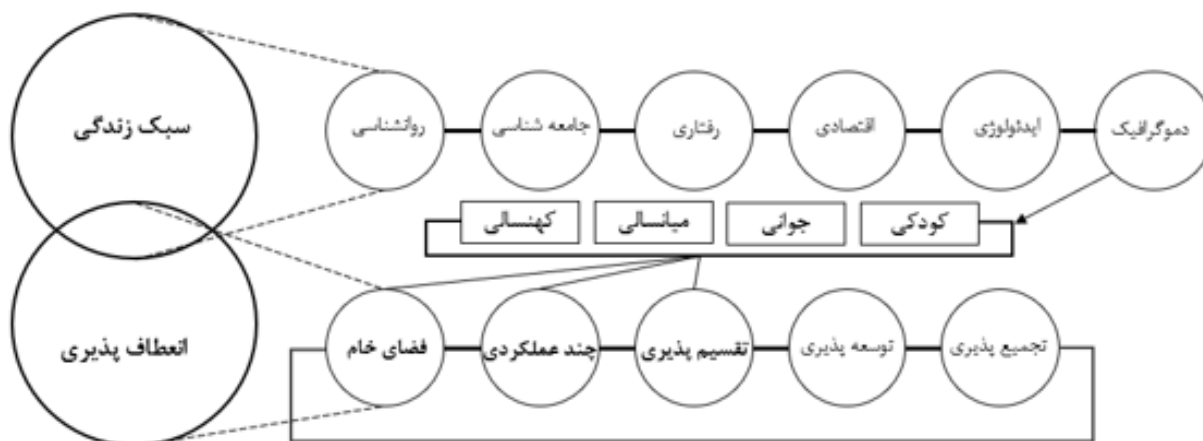 سبک زندگی
دموگرافیک
ایدئولوژی
اقتصادی
رفتاری
جامعه شناسی
روانشناسی
کودکی
جوانی
میانسالی
کهنسالی
انعطاف پذیری
تجمیع پذیری
توسعه پذیری
تقسیم پذیری
چند عملکردی
فضای خام